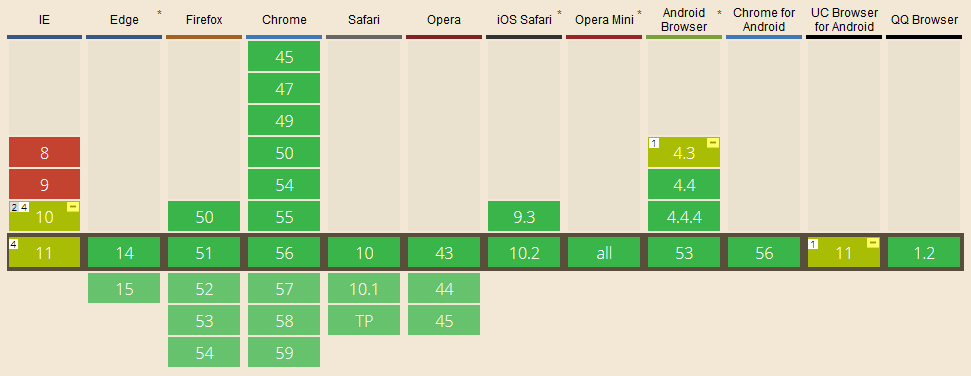 IE Edge * Firefox Chrome Safari Opera iOS Safari * Opera Mini * Android Browser * Chrome for Android UC Browser for Android QQ Browser
45
47
49
8 50 1 4.3 -
9 54 4.4
2 4 10 - 50 55 9.3 4.4.4
4 11 14 51 56 10 43 10.2 all 53 56 1 11 - 1.2
15 52 57 10.1 44
53 58 TP 45
54 59